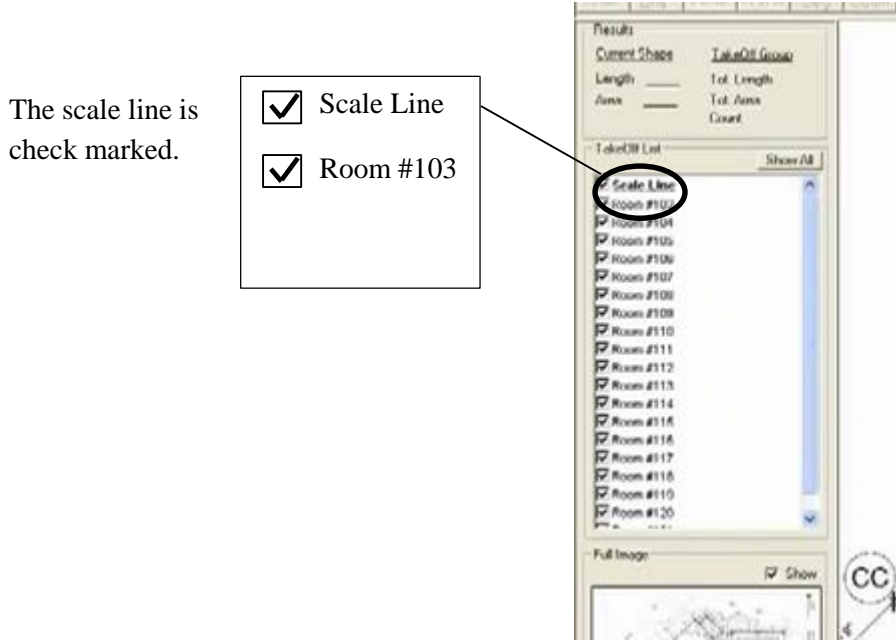 The scale line is
check marked.
Scale Line
Room #103
Results
Current Shape TakeOff Group
Length Tot. Length
Area Tot. Area
Count
TakeOff List
Show All
Scale Line
Room #103
Room #104
Room #105
Room #106
Room #107
Room #108
Room #109
Room #110
Room #111
Room #112
Room #113
Room #114
Room #115
Room #116
Room #117
Room #118
Room #119
Room #120
Full Image
Show
CC